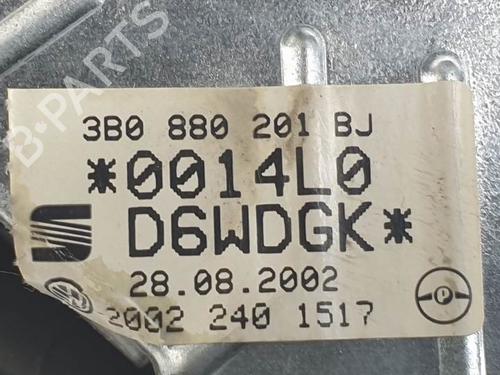 B-PARTS
3B0 880 201 BJ
*0014L0
D6WDGK*
28.08.2002
2002 240 1517
P